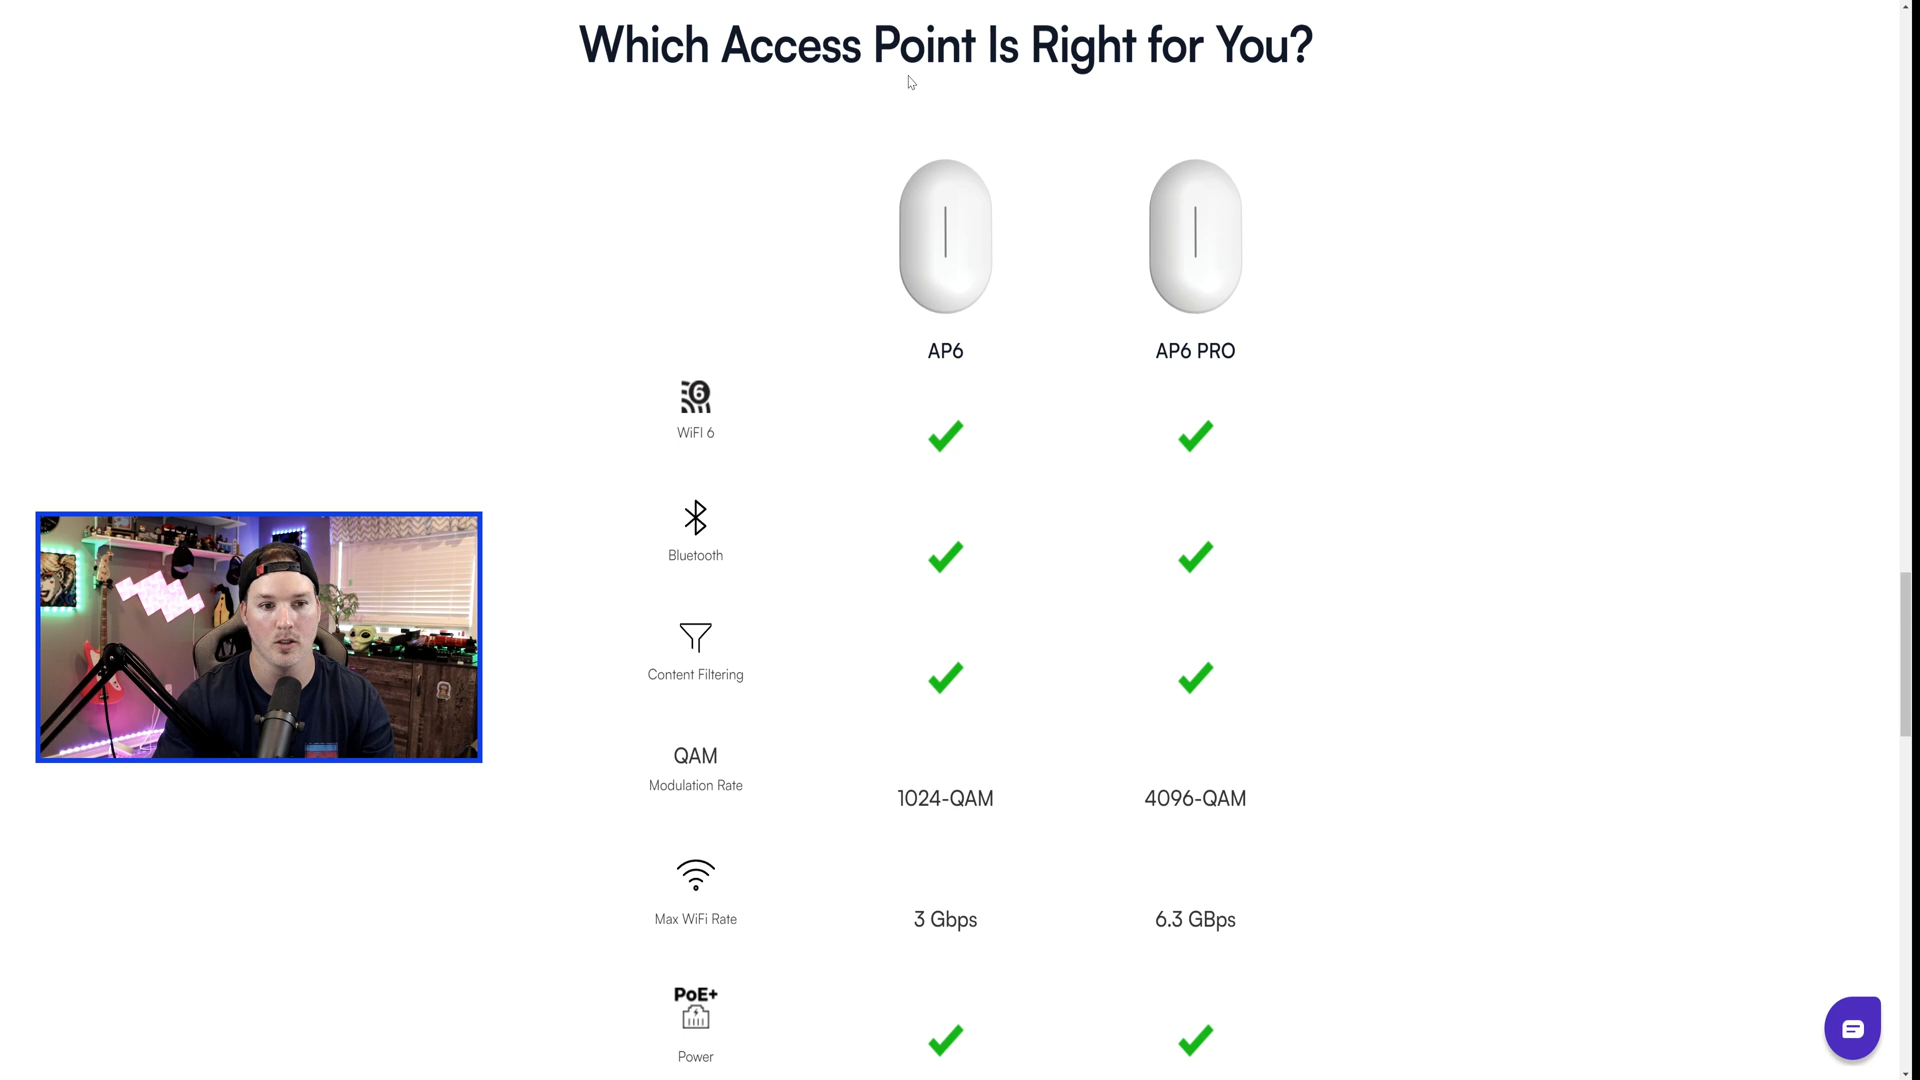 Which Access Point Is Right for You?
AP6
AP6 PRO
6
WiFI 6
Bluetooth
Content Filtering
QAM
Modulation Rate
1024-QAM
4096-QAM
Max WiFi Rate
3 Gbps
6.3 GBps
PoE+
Power